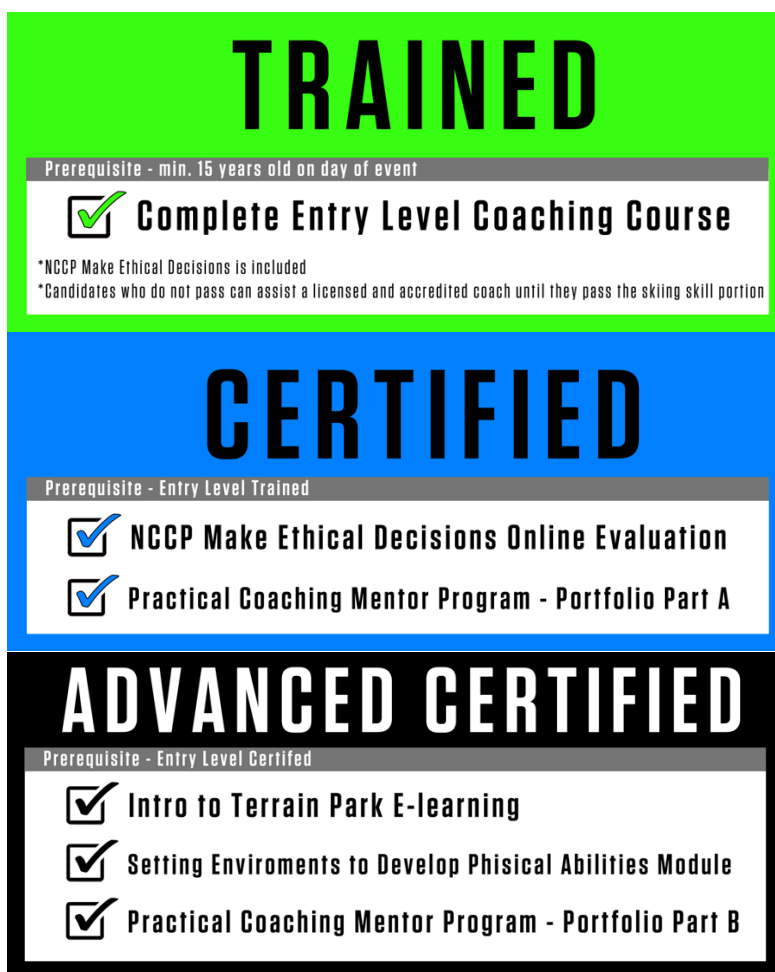 TRAINED
Prerequisite - min. 15 years old on day of event
Complete Entry Level Coaching Course
*NCCP Make Ethical Decisions is included
*Candidates who do not pass can assist a licensed and accredited coach until they pass the skiing skill portion
CERTIFIED
Prerequisite - Entry Level Trained
NCCP Make Ethical Decisions Online Evaluation
Practical Coaching Mentor Program - Portfolio Part A
ADVANCED CERTIFIED
Prerequisite - Entry Level Certifed
Intro to Terrain Park E-learning
Setting Enviroments to Develop Phisical Abilities Module
Practical Coaching Mentor Program - Portfolio Part B